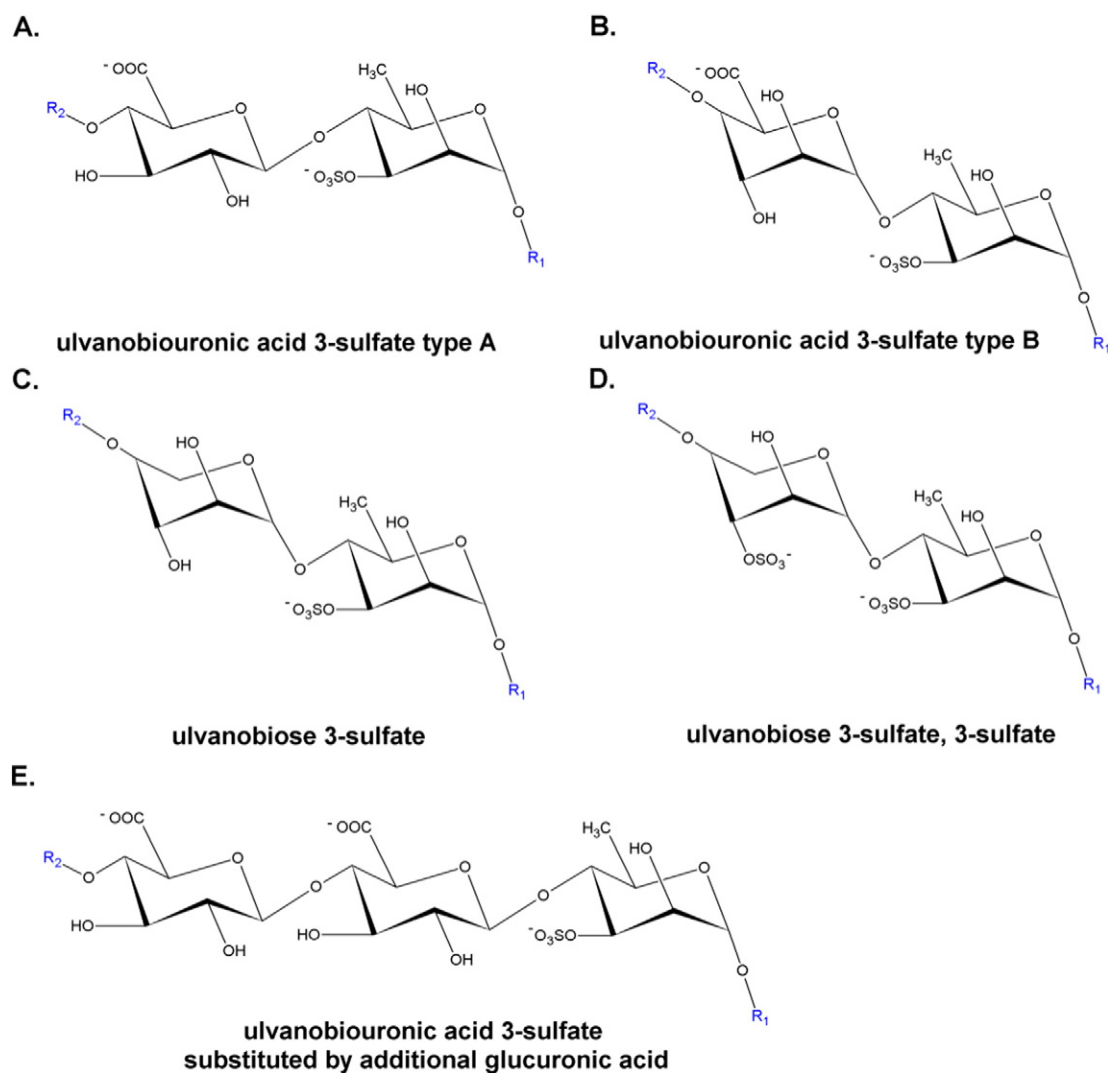 A.
B.
-OOC
H3C
HO
R2
O
O
O
O
HO
OH
-O3SO
O
R1
R2
-OOC
HO
O
O
H3C
HO
OH
O
O
-O3SO
O
R1
ulvanobiouronic acid 3-sulfate type A
ulvanobiouronic acid 3-sulfate type B
C.
D.
R2
O
HO
O
H3C
HO
OH
O
O
-O3SO
O
R1
R2
O
HO
O
H3C
HO
OSO3-
O
O
-O3SO
O
R1
ulvanobiose 3-sulfate
ulvanobiose 3-sulfate, 3-sulfate
E.
-OOC
-OOC
H3C
HO
R2
O
O
O
O
O
O
HO
OH
HO
OH
-O3SO
O
R1
ulvanobiouronic acid 3-sulfate
substituted by additional glucuronic acid